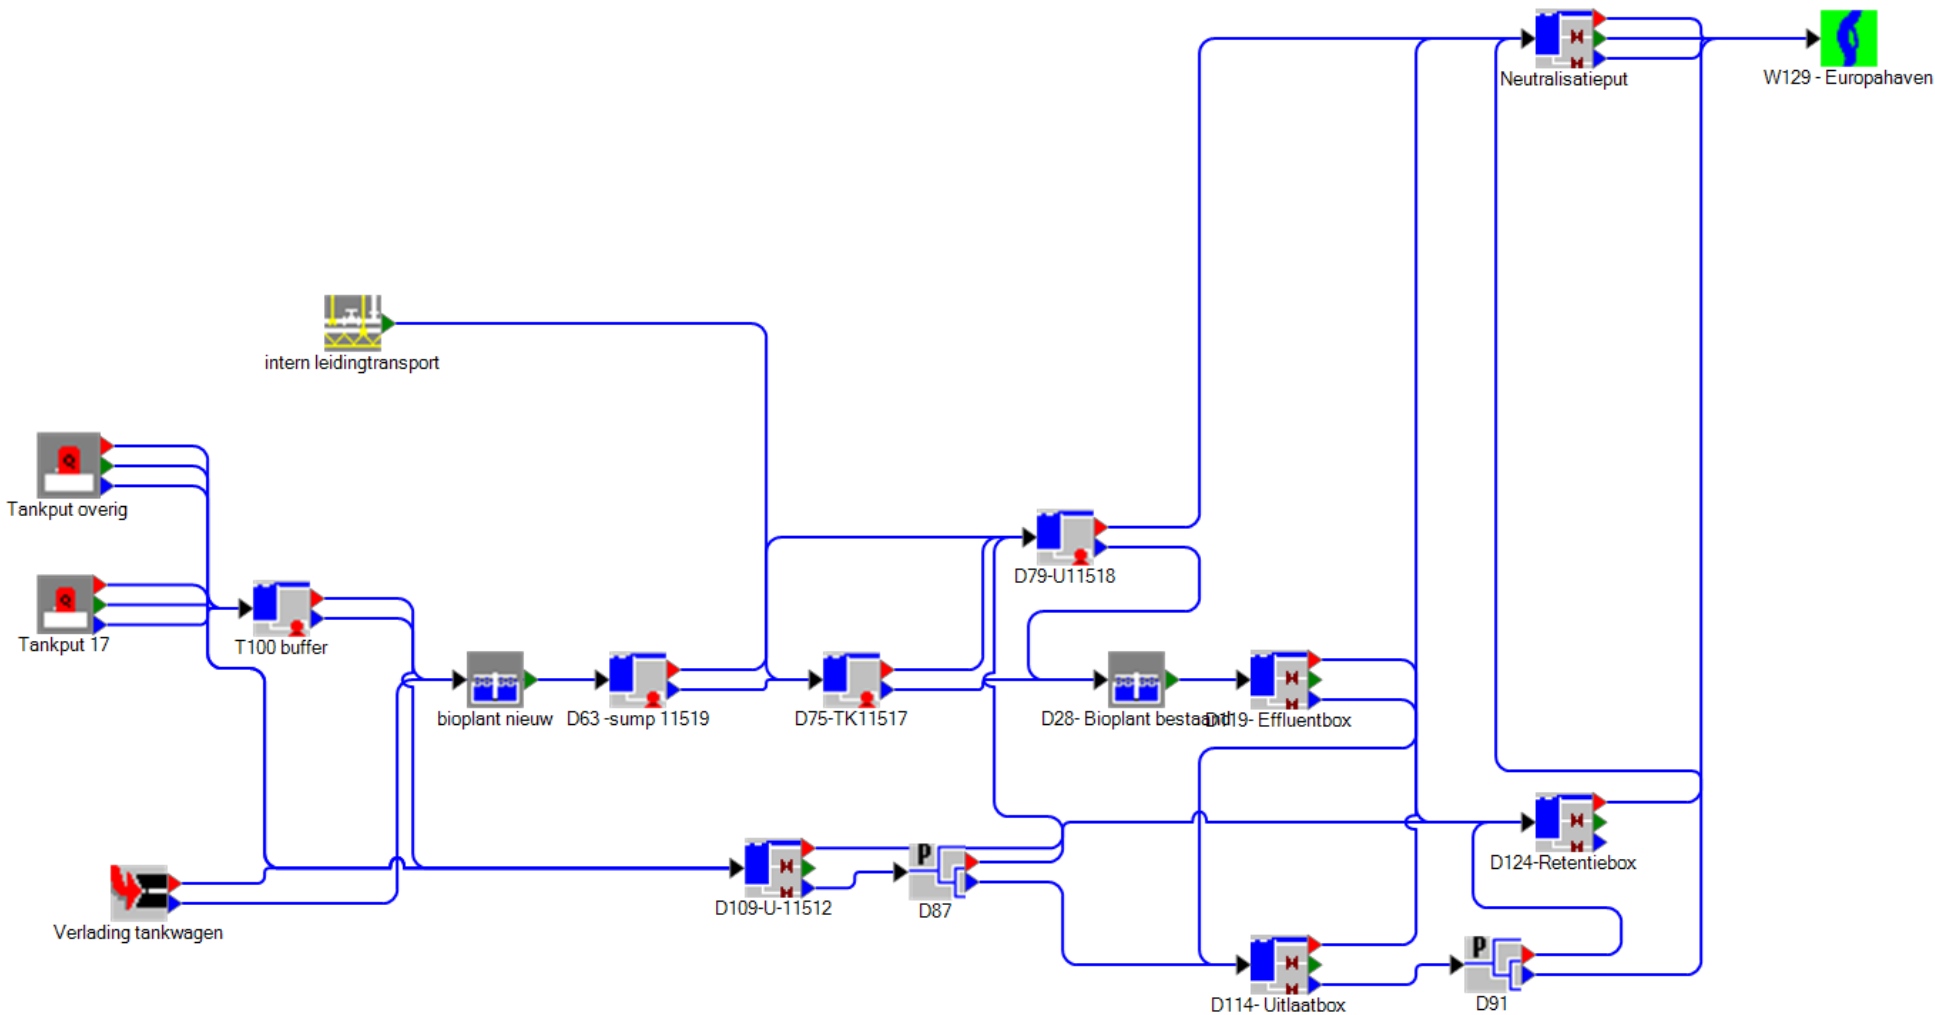 Neutralisatieput
W129 - Europahaven
intern leidingtransport
Q
Tankput overig
D79-U11518
Q
Tankput 17
T100 buffer
bioplant nieuw
D63 -sump 11519
D75-TK11517
D28- Bioplant bestaand
D119- Effluentbox
D124-Retentiebox
P
D109-U-11512
D87
Verlading tankwagen
P
D114- Uitlaatbox
D91